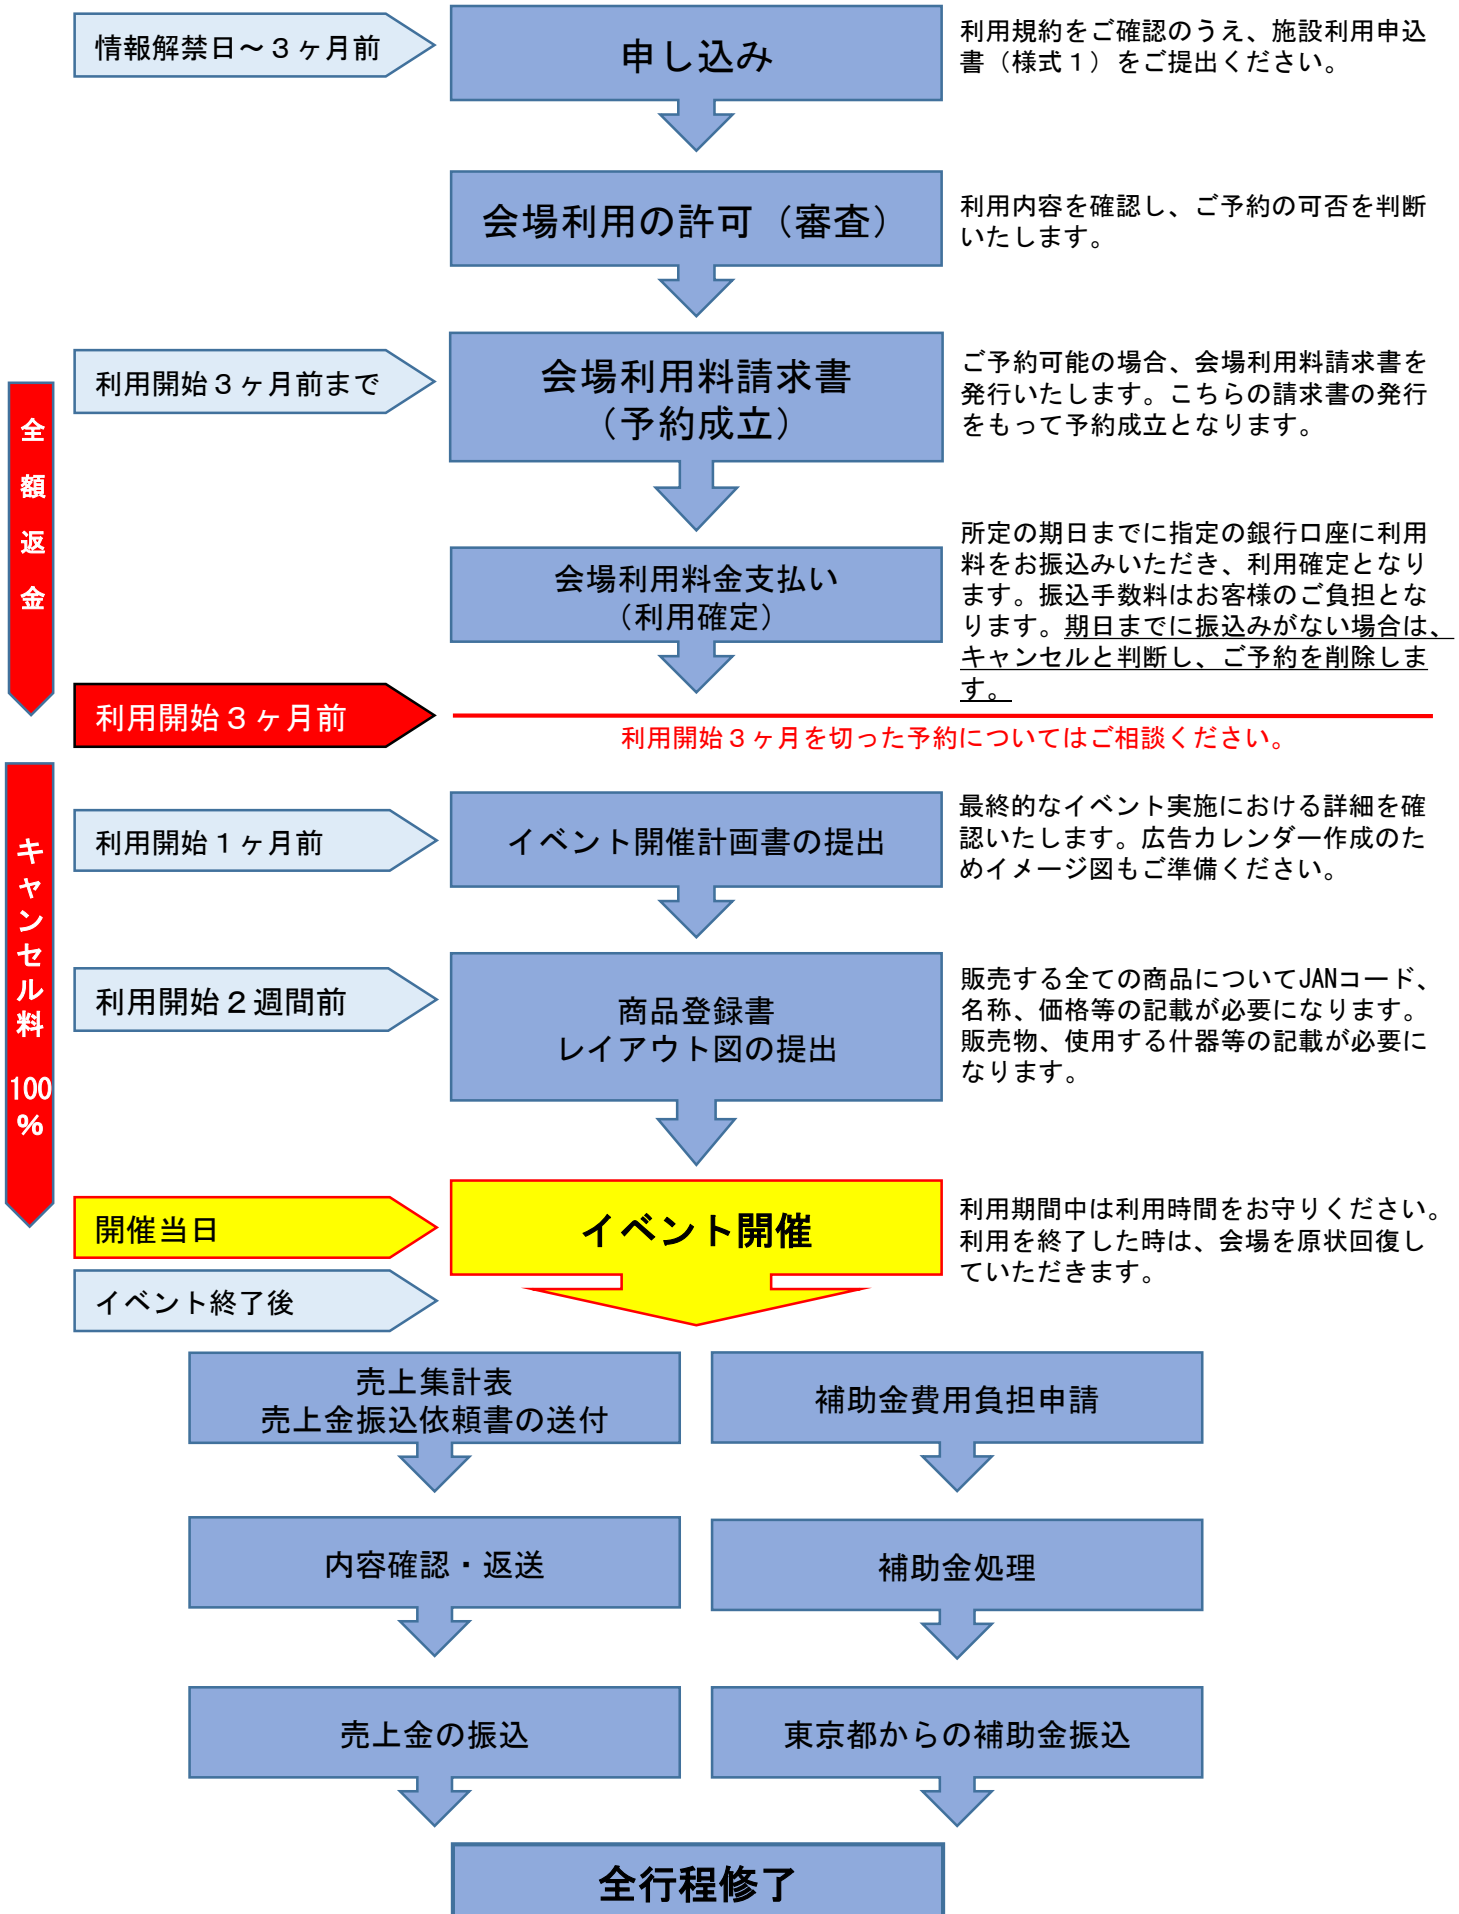 情報解禁日～３ヶ月前
申し込み
利用規約をご確認のうえ、施設利用申込
書（様式１）をご提出ください。
会場利用の許可（審査）
利用内容を確認し、ご予約の可否を判断
いたします。
利用開始３ヶ月前まで
会場利用料請求書
（予約成立）
ご予約可能の場合、会場利用料請求書を
発行いたします。こちらの請求書の発行
をもって予約成立となります。
全額返金
会場利用料金支払い
（利用確定）
所定の期日までに指定の銀行口座に利用
料をお振込みいただき、利用確定となり
ます。振込手数料はお客様のご負担とな
ります。期日までに振込みがない場合は、
キャンセルと判断し、ご予約を削除しま
す。
利用開始３ヶ月前
利用開始３ヶ月を切った予約についてはご相談ください。
キャンセル料 100%
利用開始１ヶ月前
イベント開催計画書の提出
最終的なイベント実施における詳細を確
認いたします。広告カレンダー作成のた
めイメージ図もご準備ください。
利用開始２週間前
商品登録書
レイアウト図の提出
販売する全ての商品についてJANコード、
名称、価格等の記載が必要になります。
販売物、使用する什器等の記載が必要に
なります。
開催当日
イベント開催
利用期間中は利用時間をお守りください。
利用を終了した時は、会場を原状回復し
ていただきます。
イベント終了後
売上集計表
売上金振込依頼書の送付
補助金費用負担申請
内容確認・返送
補助金処理
売上金の振込
東京都からの補助金振込
全行程修了